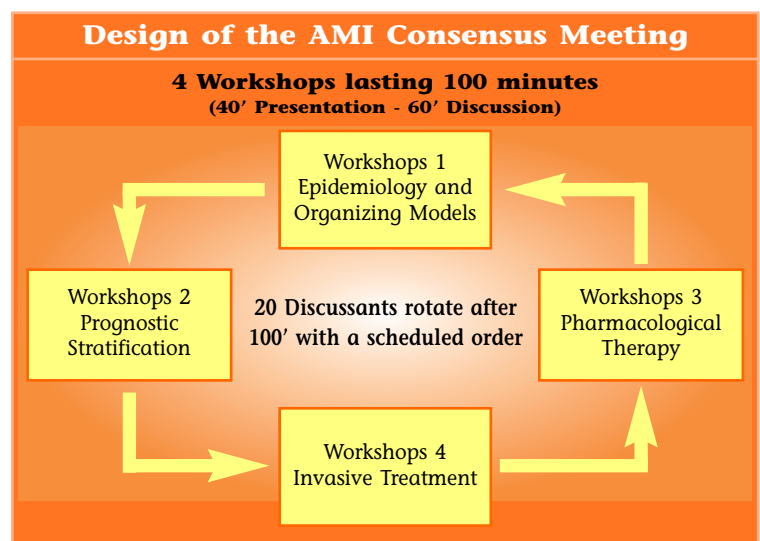 Design of the AMI Consensus Meeting
4 Workshops lasting 100 minutes
(40’ Presentation - 60’ Discussion)
Workshops 1
Epidemiology and
Organizing Models
Workshops 2
Prognostic
Stratification
20 Discussants rotate after
100’ with a scheduled order
Workshops 3
Pharmacological
Therapy
Workshops 4
Invasive Treatment